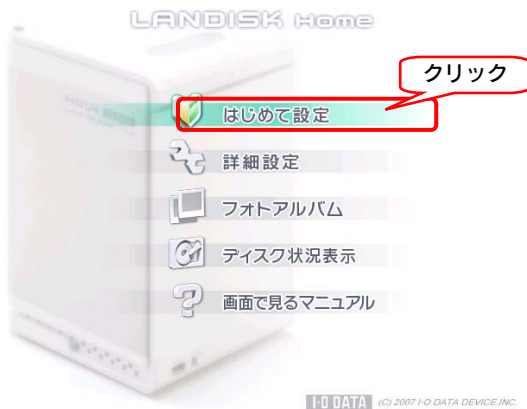 LANDISK Home
クリック
はじめて設定
詳細設定
フォトアルバム
ディスク状況表示
画面で見るマニュアル
I-O DATA (C) 2007 I-O DATA DEVICE,INC.